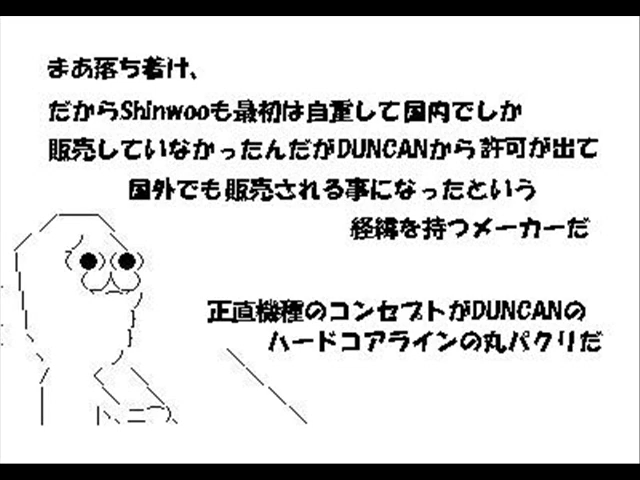 まあ落ち着け、
だからShinwooも最初は自重して国内でしか
販売していなかったんだがDUNCANから許可が出て
国外でも販売される事になったという
経緯を持つメーカーだ
正直機種のコンセプトがDUNCANの
ハードコアラインの丸パクリだ